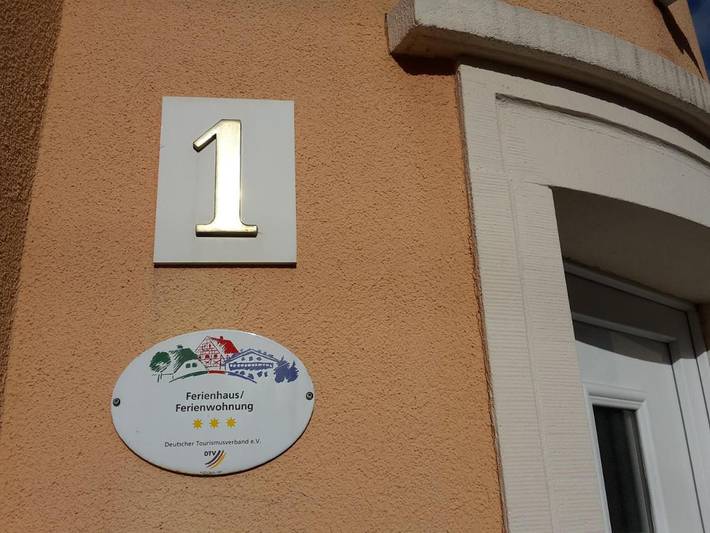 1
Ferienhaus/
Ferienwohnung
Deutscher Tourismusverband e.V.
DTV